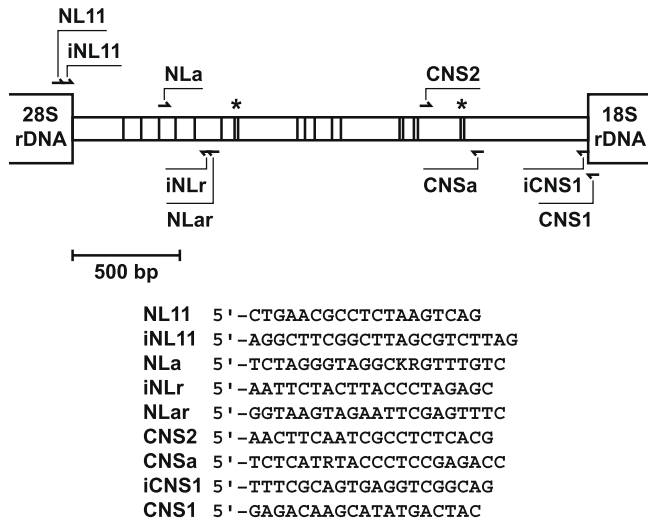 NL11
iNL11
NLa
CNS2
28S
rDNA
*
*
18S
rDNA
iNLr
NLar
CNSa
iCNS1
CNS1
500 bp
NL11 5'-CTGAACGCCTCTAAGTCAG
iNL11 5'-AGGCTTCGGCTTAGCGTCTTAG
NLa 5'-TCTAGGGTAGGCKRGTTTGTC
iNLr 5'-AATTCTACTTACCCTAGAGC
NLar 5'-GGTAAGTAGAATTCGAGTTTC
CNS2 5'-AACTTCAATCGCCTCTCACG
CNSa 5'-TCTCATRTACCCTCCGAGACC
iCNS1 5'-TTTCGCAGTGAGGTCGGCAG
CNS1 5'-GAGACAAGCATATGACTAC